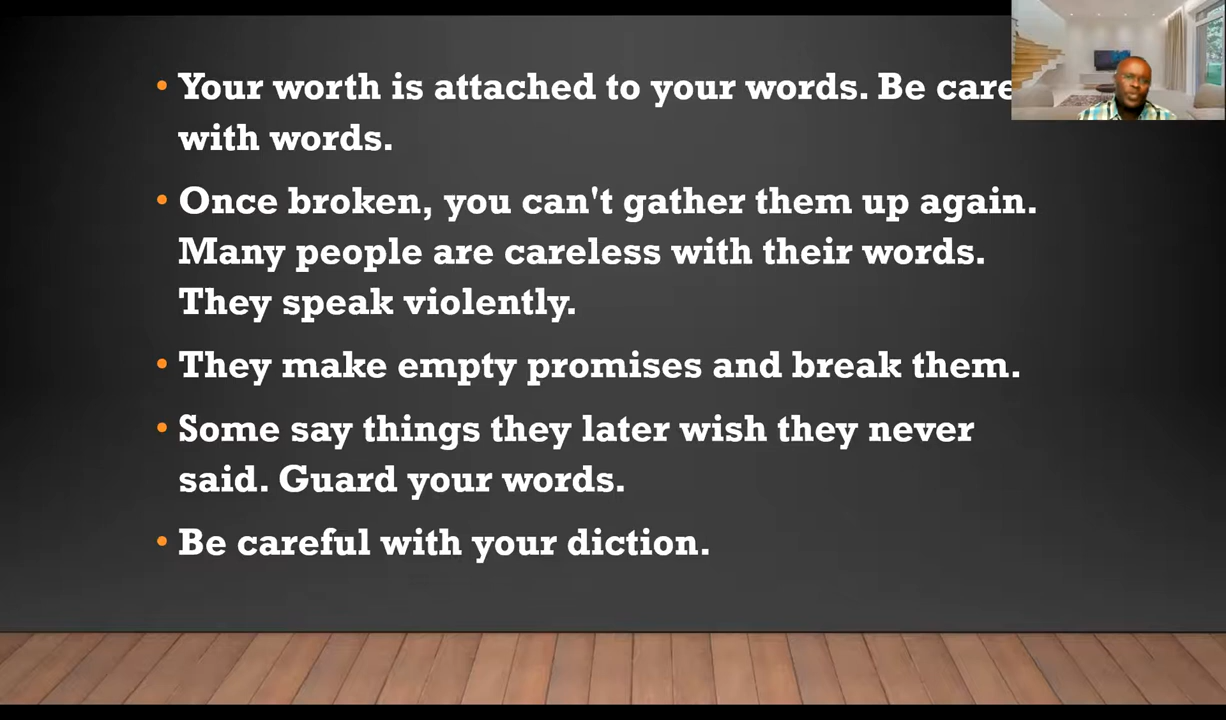 • Your worth is attached to your words. Be
with words.
• Once broken, you can't gather them up again.
Many people are careless with their words.
They speak violently.
• They make empty promises and break them.
• Some say things they later wish they never
said. Guard your words.
• Be careful with your diction.